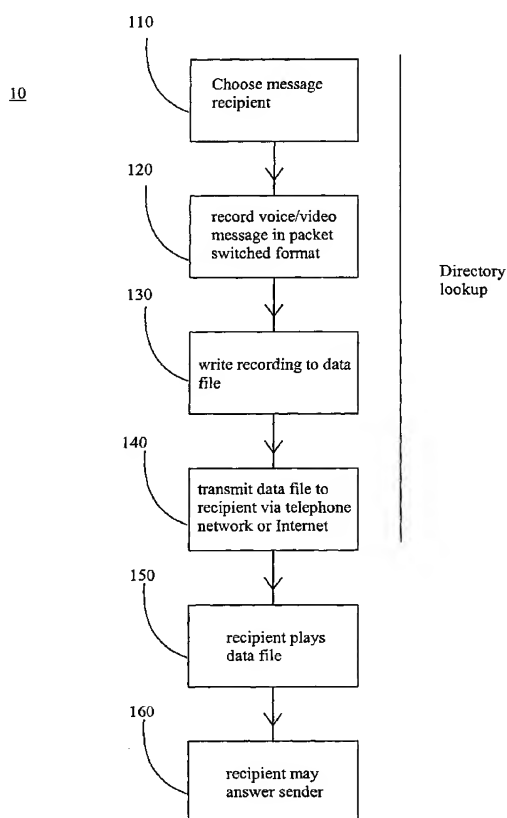 110
10
Choose message
recipient
120
record voice/video
message in packet
switched format
Directory
lookup
130
write recording to data
file
140
transmit data file to
recipient via telephone
network or Internet
150
recipient plays
data file
160
recipient may
answer sender